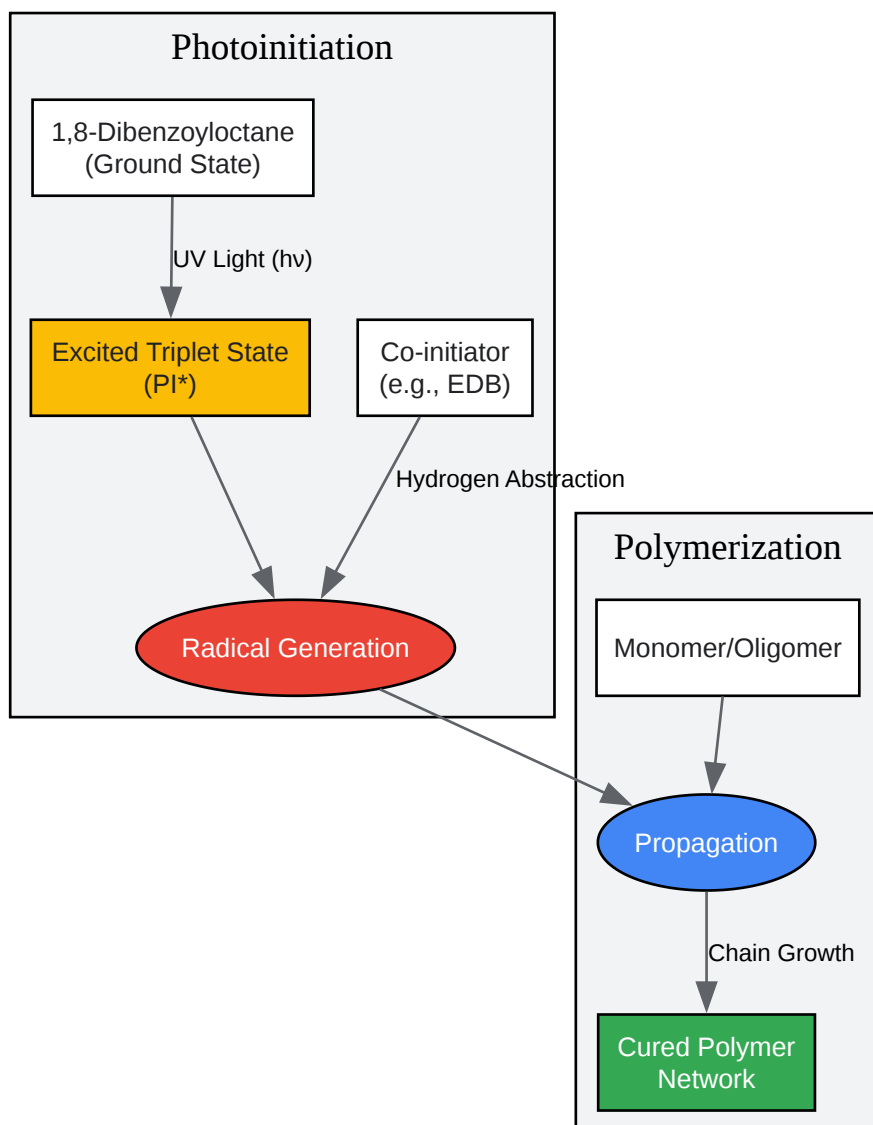 Photoinitiation
1,8-Dibenzoyloctane
(Ground State)
UV Light (hν)
Excited Triplet State
(PI*)
Co-initiator
(e.g., EDB)
Hydrogen Abstraction
Radical Generation
Polymerization
Monomer/Oligomer
Propagation
Chain Growth
Cured Polymer
Network